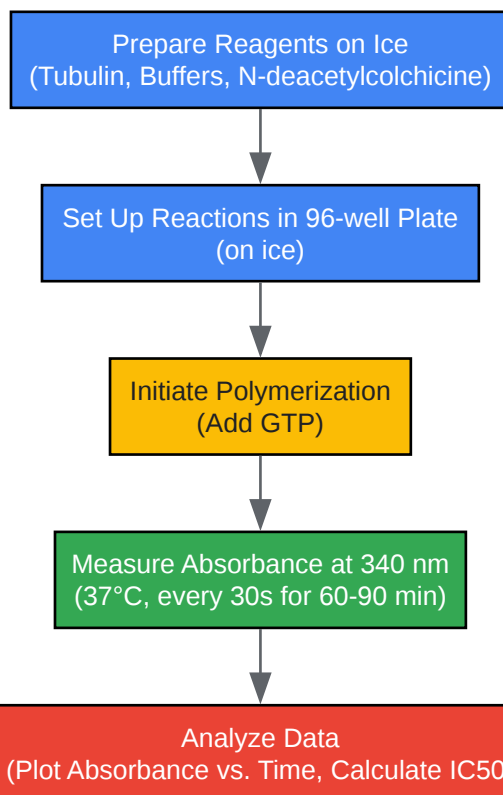 Prepare Reagents on Ice
(Tubulin, Buffers, N-deacetylcolchicine)
Set Up Reactions in 96-well Plate
(on ice)
Initiate Polymerization
(Add GTP)
Measure Absorbance at 340 nm
(37°C, every 30s for 60-90 min)
Analyze Data
(Plot Absorbance vs. Time, Calculate IC50